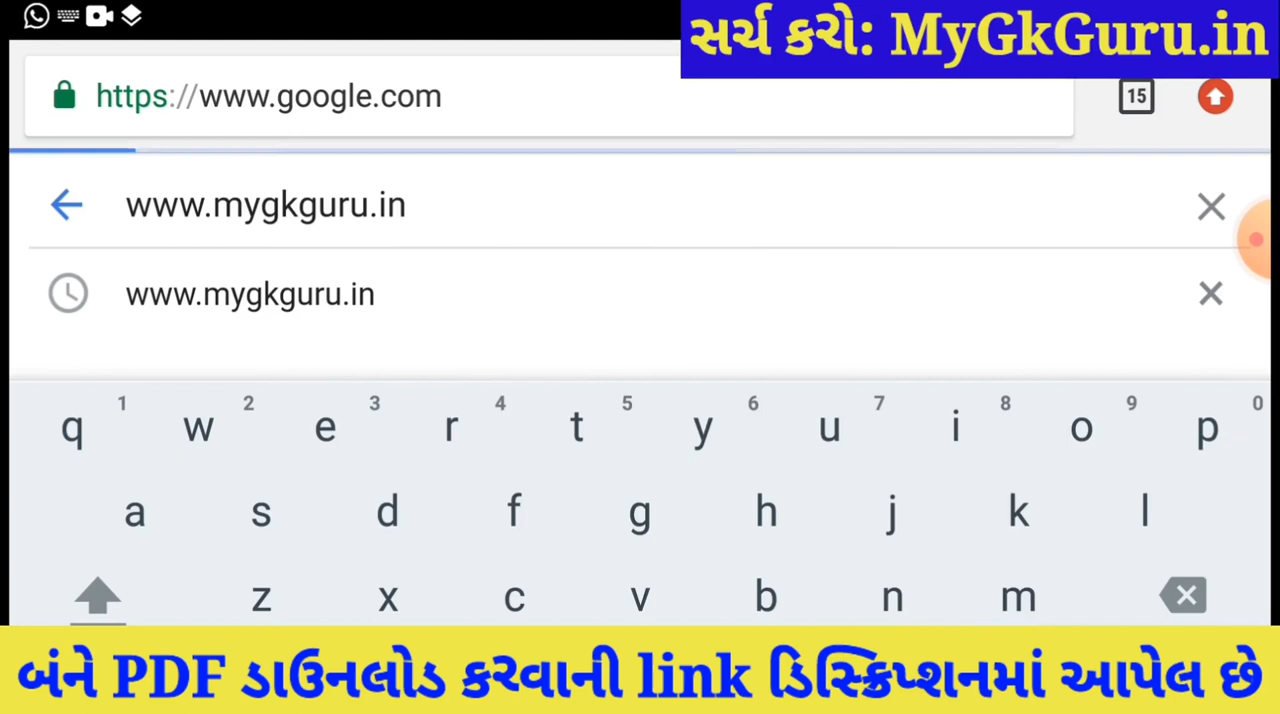 સર્ચ કરો: MyGkGuru.in
https://www.google.com
15
www.mygkguru.in
www.mygkguru.in
1 2 3 4 5 6 7 8 9 0
q w e r t y u i o p
a s d f g h j k l
z x c v b n m
બંને PDF ડાઉનલોડ કરવાની link ડિસ્ક્રિપ્શનમાં આપેલ છે